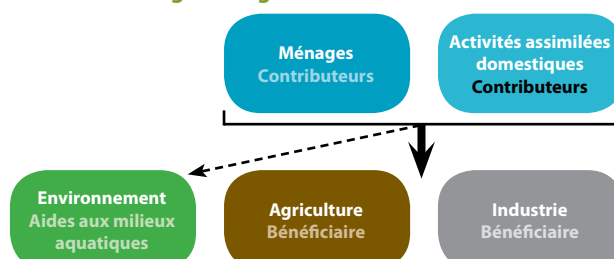 Ménages
Contributeurs
Activités assimilées
domestiques
Contributeurs
Environnement
Aides aux milieux
aquatiques
Agriculture
Bénéficiaire
Industrie
Bénéficiaire